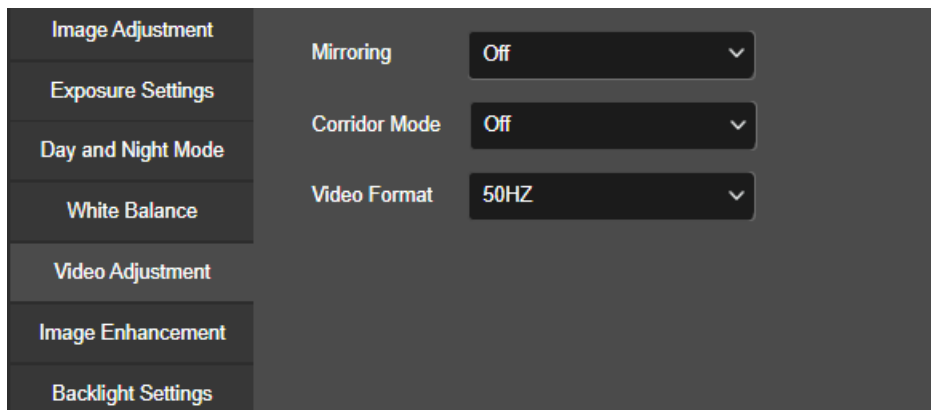 Image Adjustment
Exposure Settings
Day and Night Mode
White Balance
Video Adjustment
Image Enhancement
Backlight Settings
Mirroring Off
Corridor Mode Off
Video Format 50HZ